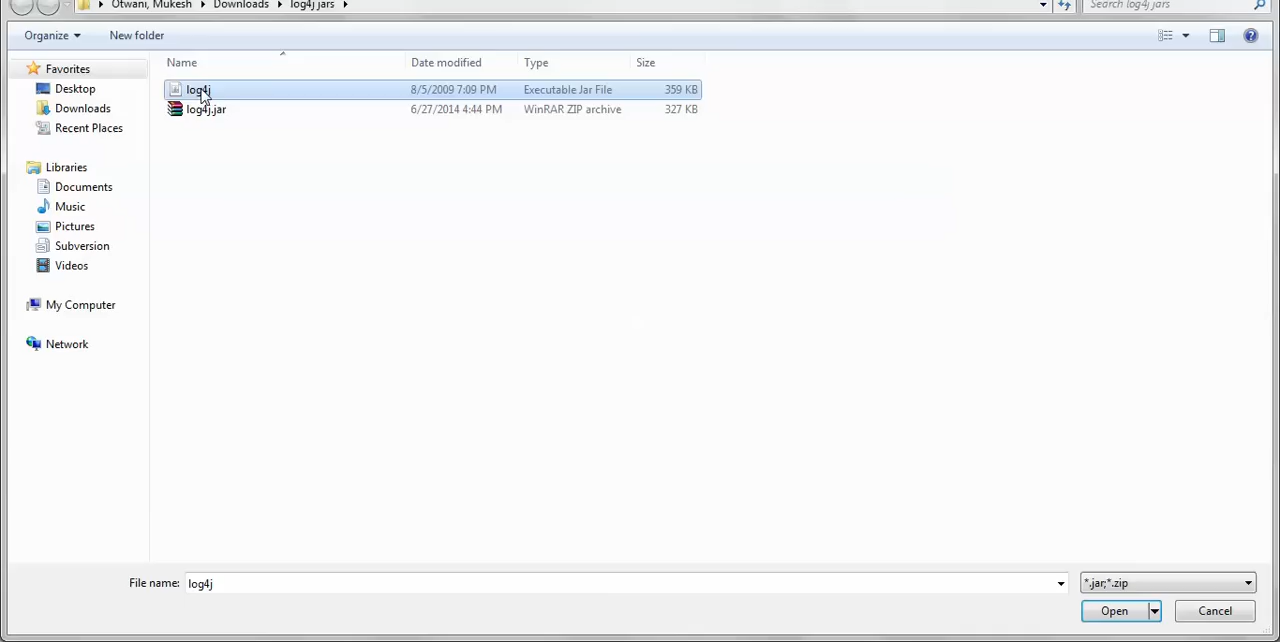 Otwani, Mukesh Downloads log4j jars Search log4j jars
Organize New folder
Name Date modified Type Size
Favorites
log4j 8/5/2009 7:09 PM Executable Jar File 359 KB
Desktop
log4j.jar 6/27/2014 4:44 PM WinRAR ZIP archive 327 KB
Downloads
Recent Places
Libraries
Documents
Music
Pictures
Subversion
Videos
My Computer
Network
File name: log4j *.jar;*.zip
Open Cancel